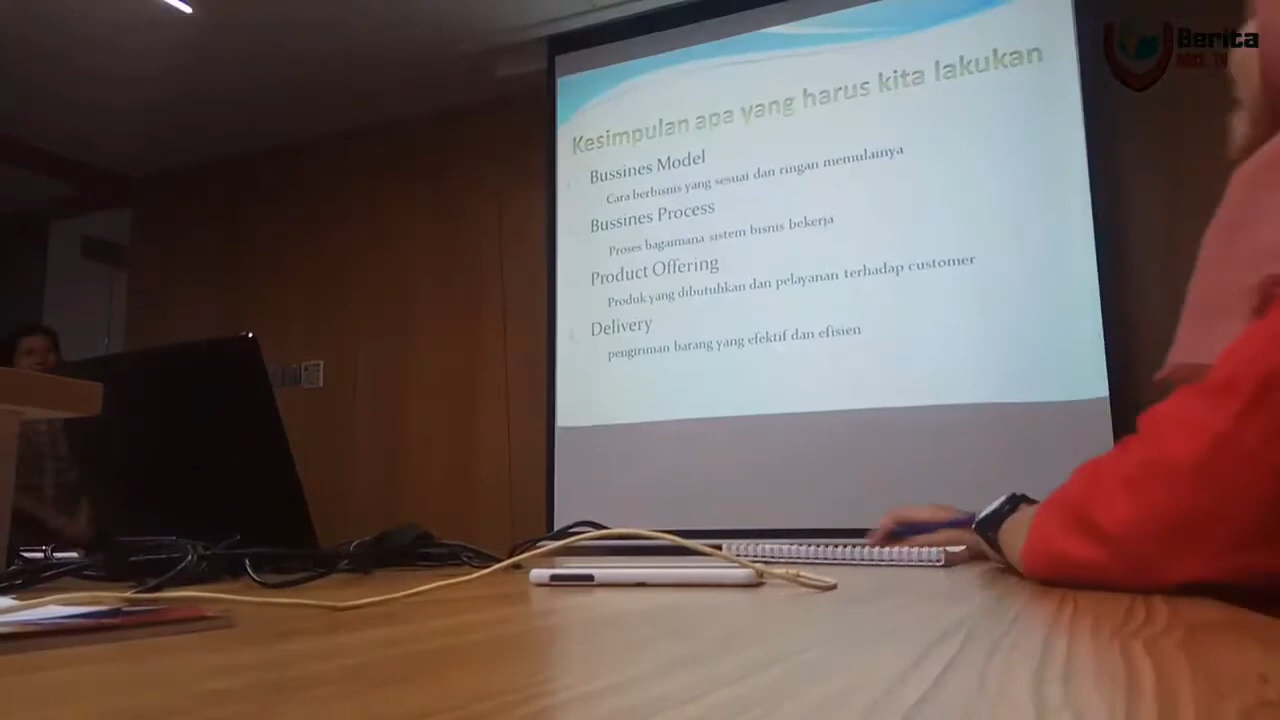 Berita
Kesimpulan apa yang harus kita lakukan
Bussines Model
Cara berbisnis yang sesuai dan ringan memulainya
Bussines Process
Proses bagaimana sistem bisnis bekerja
Product Offering
Produk yang dibutuhkan dan pelayanan terhadap customer
Delivery
pengiriman barang yang efektif dan efisien